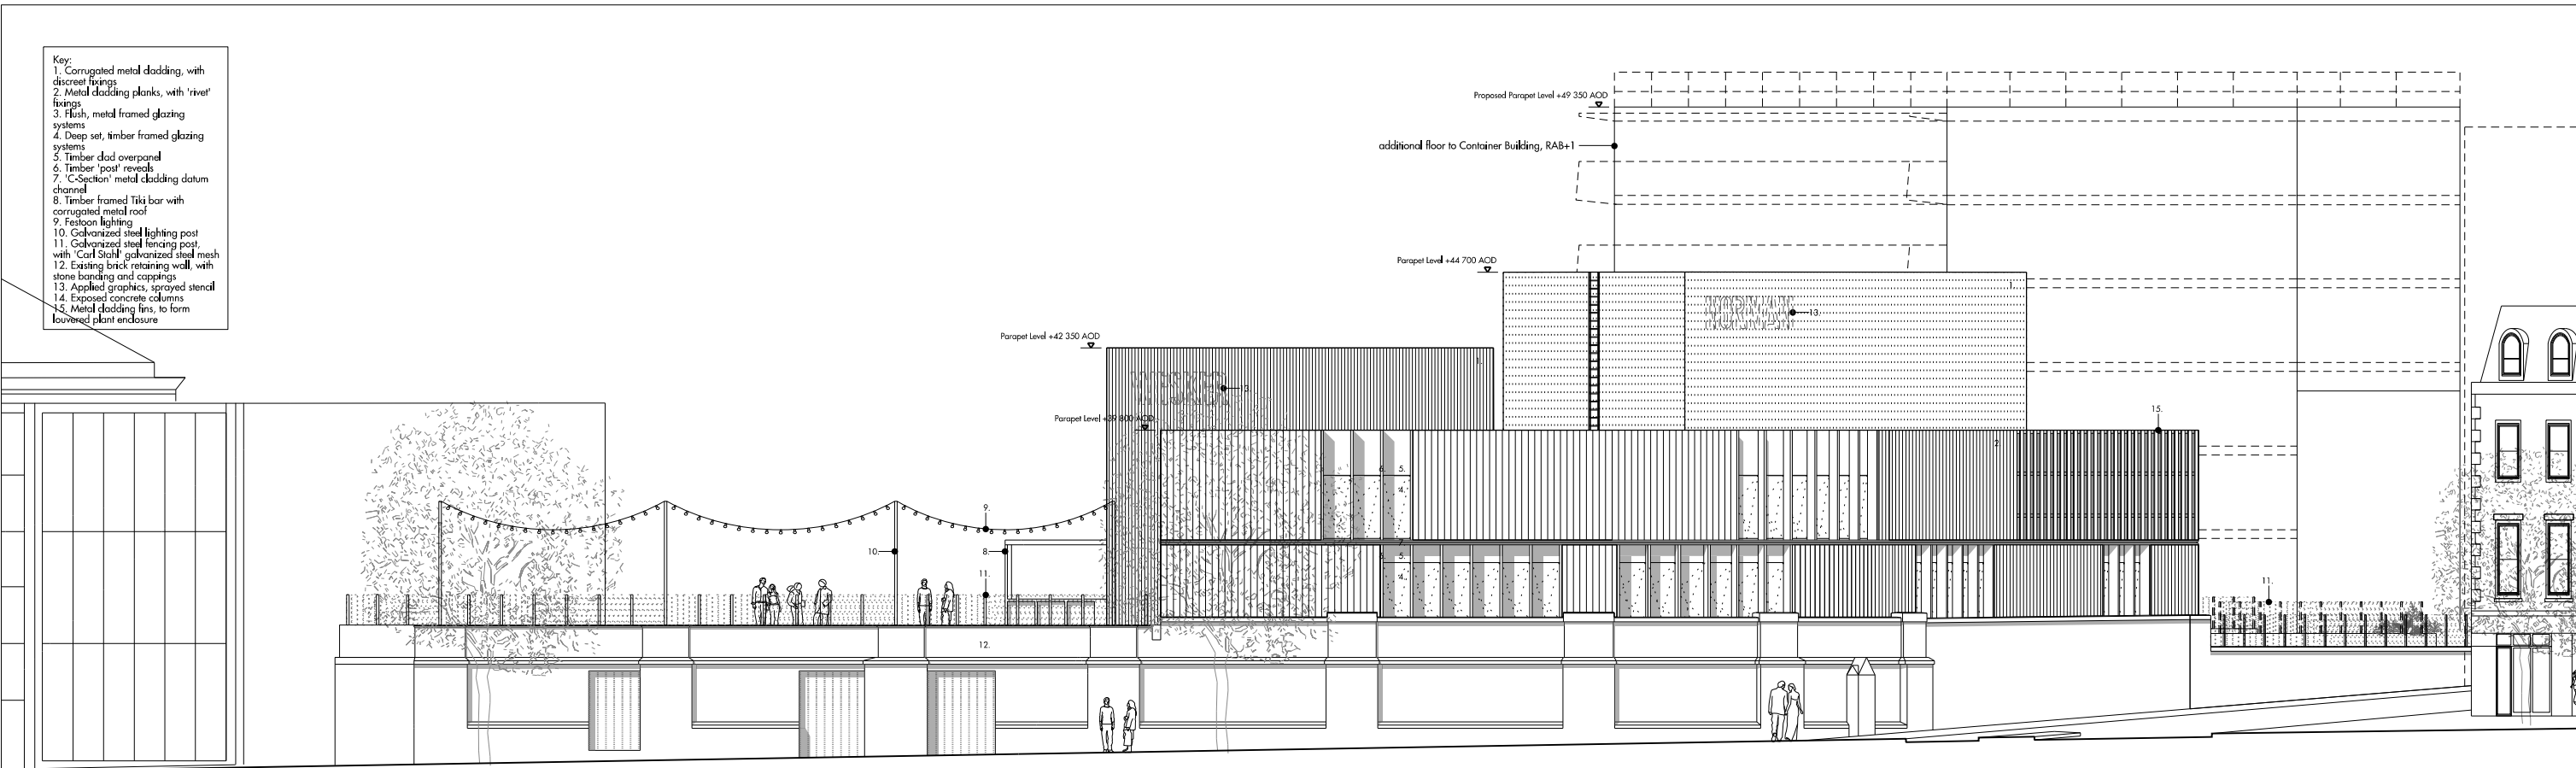 Key:
1. Corrugated metal cladding, with
discreet fixings
2. Metal cladding planks, with 'rivet'
fixings
3. Flush, metal framed glazing
systems
4. Deep set, timber framed glazing
systems
5. Timber clad overpanel
6. Timber 'post' reveals
7. 'C-Section' metal cladding datum
channel
8. Timber framed Tiki bar with
corrugated metal roof
9. Festoon lighting
10. Galvanized steel lighting post
11. Galvanized steel fencing post,
with 'Carl Stahl' galvanized steel mesh
12. Existing brick retaining wall, with
stone banding and cappings
13. Applied graphics, sprayed stencil
14. Exposed concrete columns
15. Metal cladding fins, to form
louvered plant enclosure
Proposed Parapet Level +49 350 AOD
additional floor to Container Building, RAB+1
Parapet Level +44 700 AOD
1.
13.
Parapet Level +42 350 AOD
1.
13.
Parapet Level +39 800 AOD
15.
2.
6.
5.
4.
9.
10.
8.
7.
6.
5.
4.
11.
11.
12.